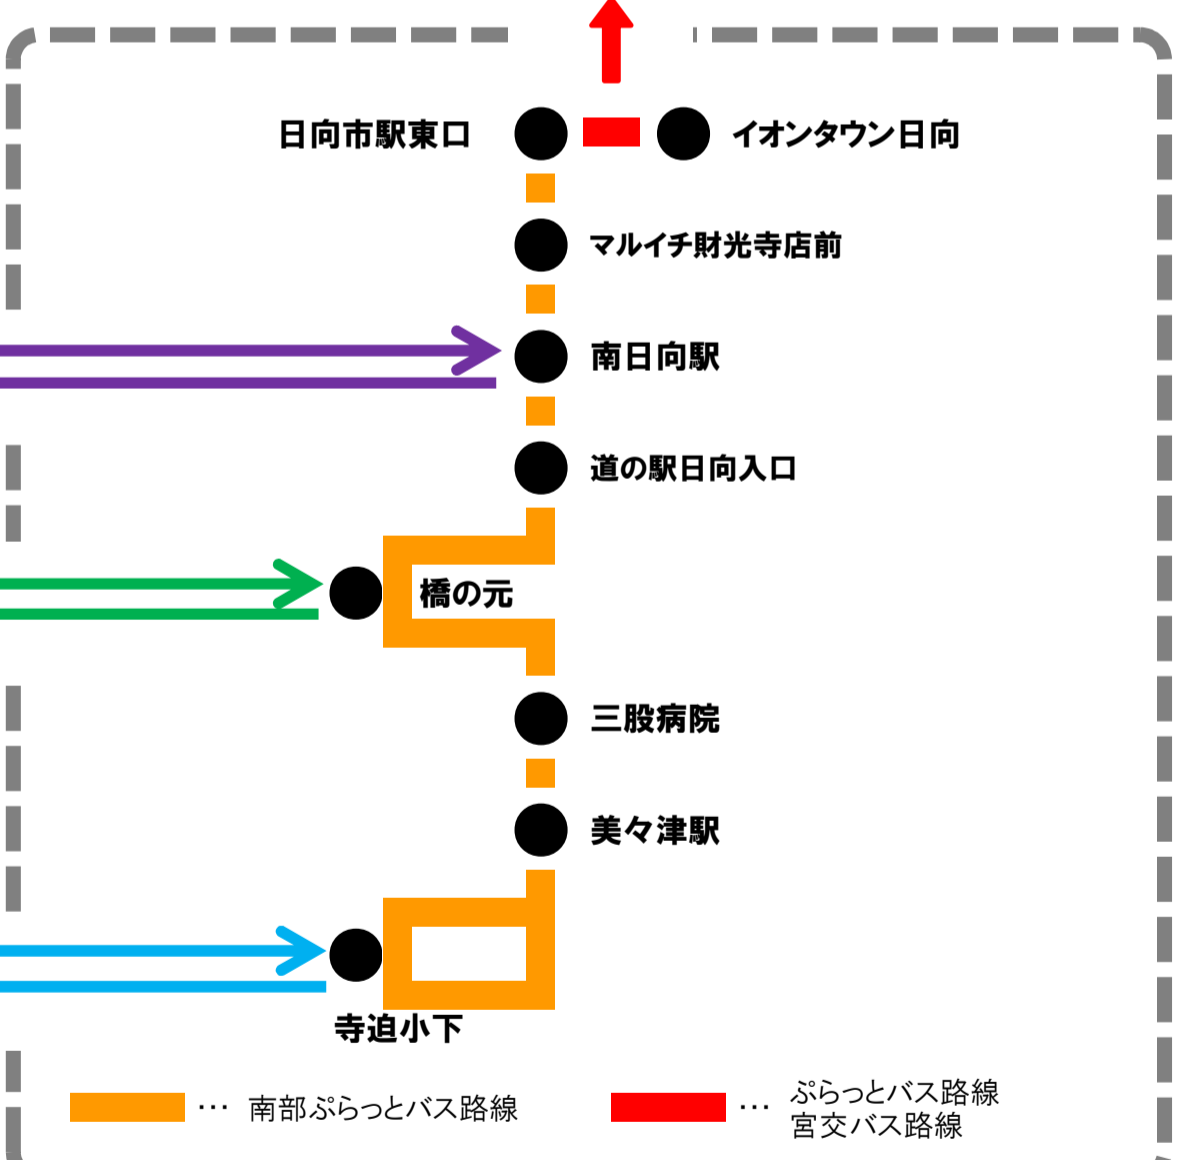 日向市駅東口
イオンタウン日向
マルイチ財光寺店前
南日向駅
道の駅日向入口
橋の元
三股病院
美々津駅
寺迫小下
… 南部ぷらっとバス路線
… ぷらっとバス路線
宮交バス路線